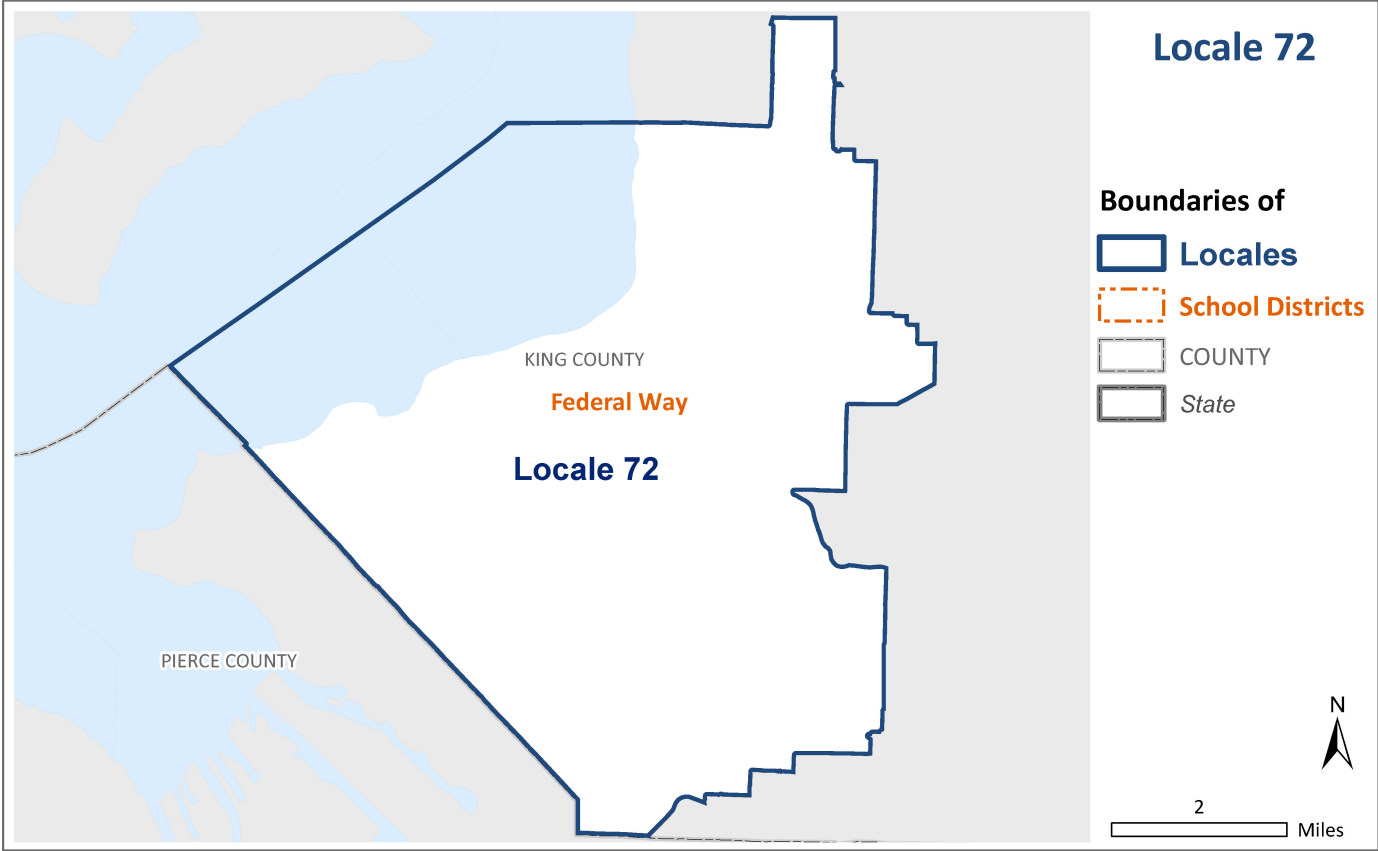 Locale 72
Boundaries of
Locales
School Districts
COUNTY
State
KING COUNTY
Federal Way
Locale 72
PIERCE COUNTY
N
2
Miles